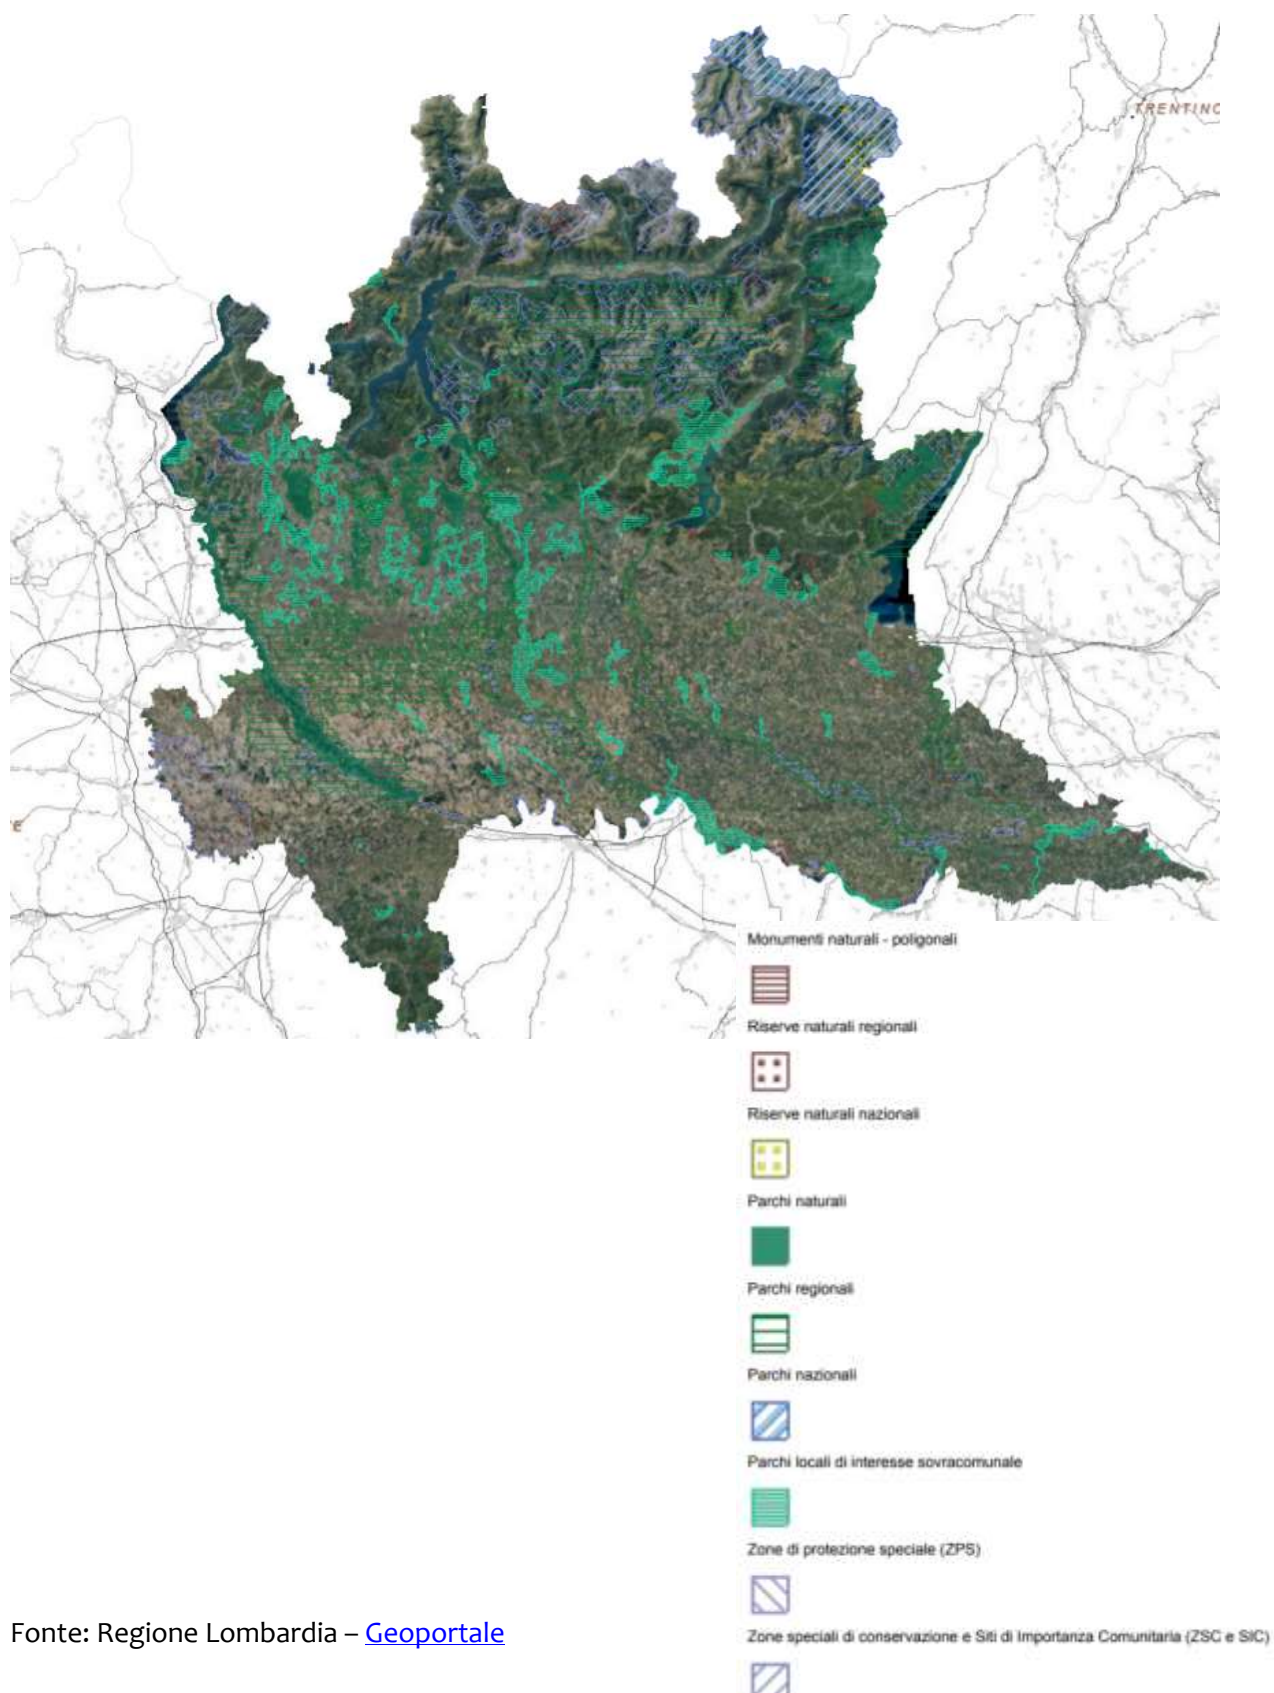 TRENTINO
E
Monumenti naturali - poligonali
Riserve naturali regionali
Riserve naturali nazionali
Parchi naturali
Parchi regionali
Parchi nazionali
Parchi locali di interesse sovracomunale
Zone di protezione speciale (ZPS)
Zone speciali di conservazione e Siti di Importanza Comunitaria (ZSC e SIC)
Fonte: Regione Lombardia – Geoportale